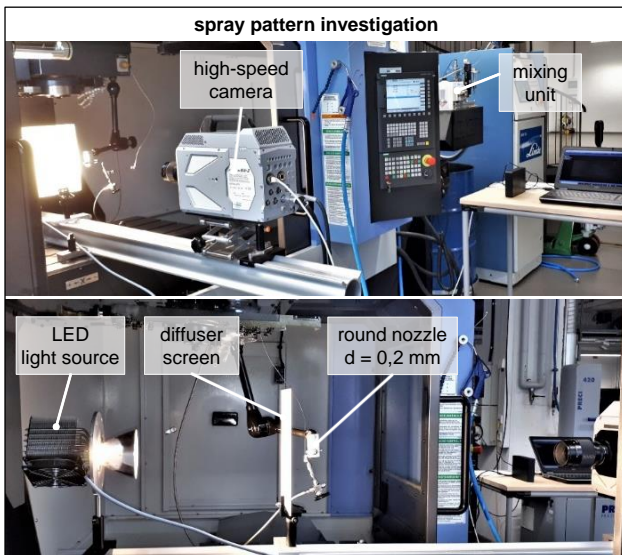 spray pattern investigation
high-speed
camera
mixing
unit
LED
light source
diffuser
screen
round nozzle
d = 0,2 mm